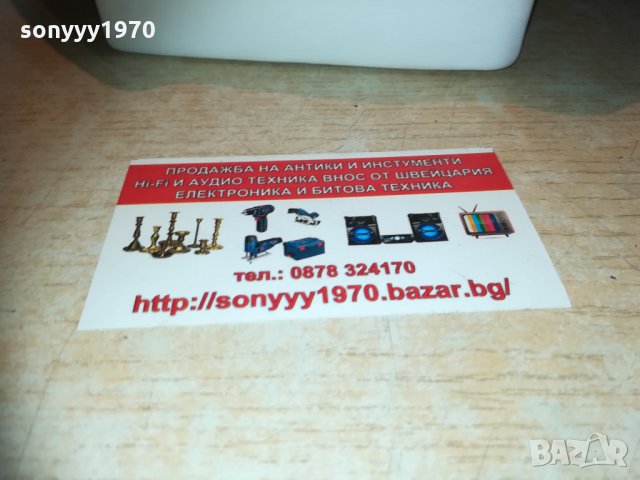 sonyyy1970
ПРОДАЖБА НА АНТИКИ И ИНСТУМЕНТИ
Hi-Fi И АУДИО ТЕХНИКА ВНОС ОТ ШВЕЙЦАРИЯ
ЕЛЕКТРОНИКА И БИТОВА ТЕХНИКА
тел.: 0878 324170
http://sonyyy1970.bazar.bg/
BAZAR